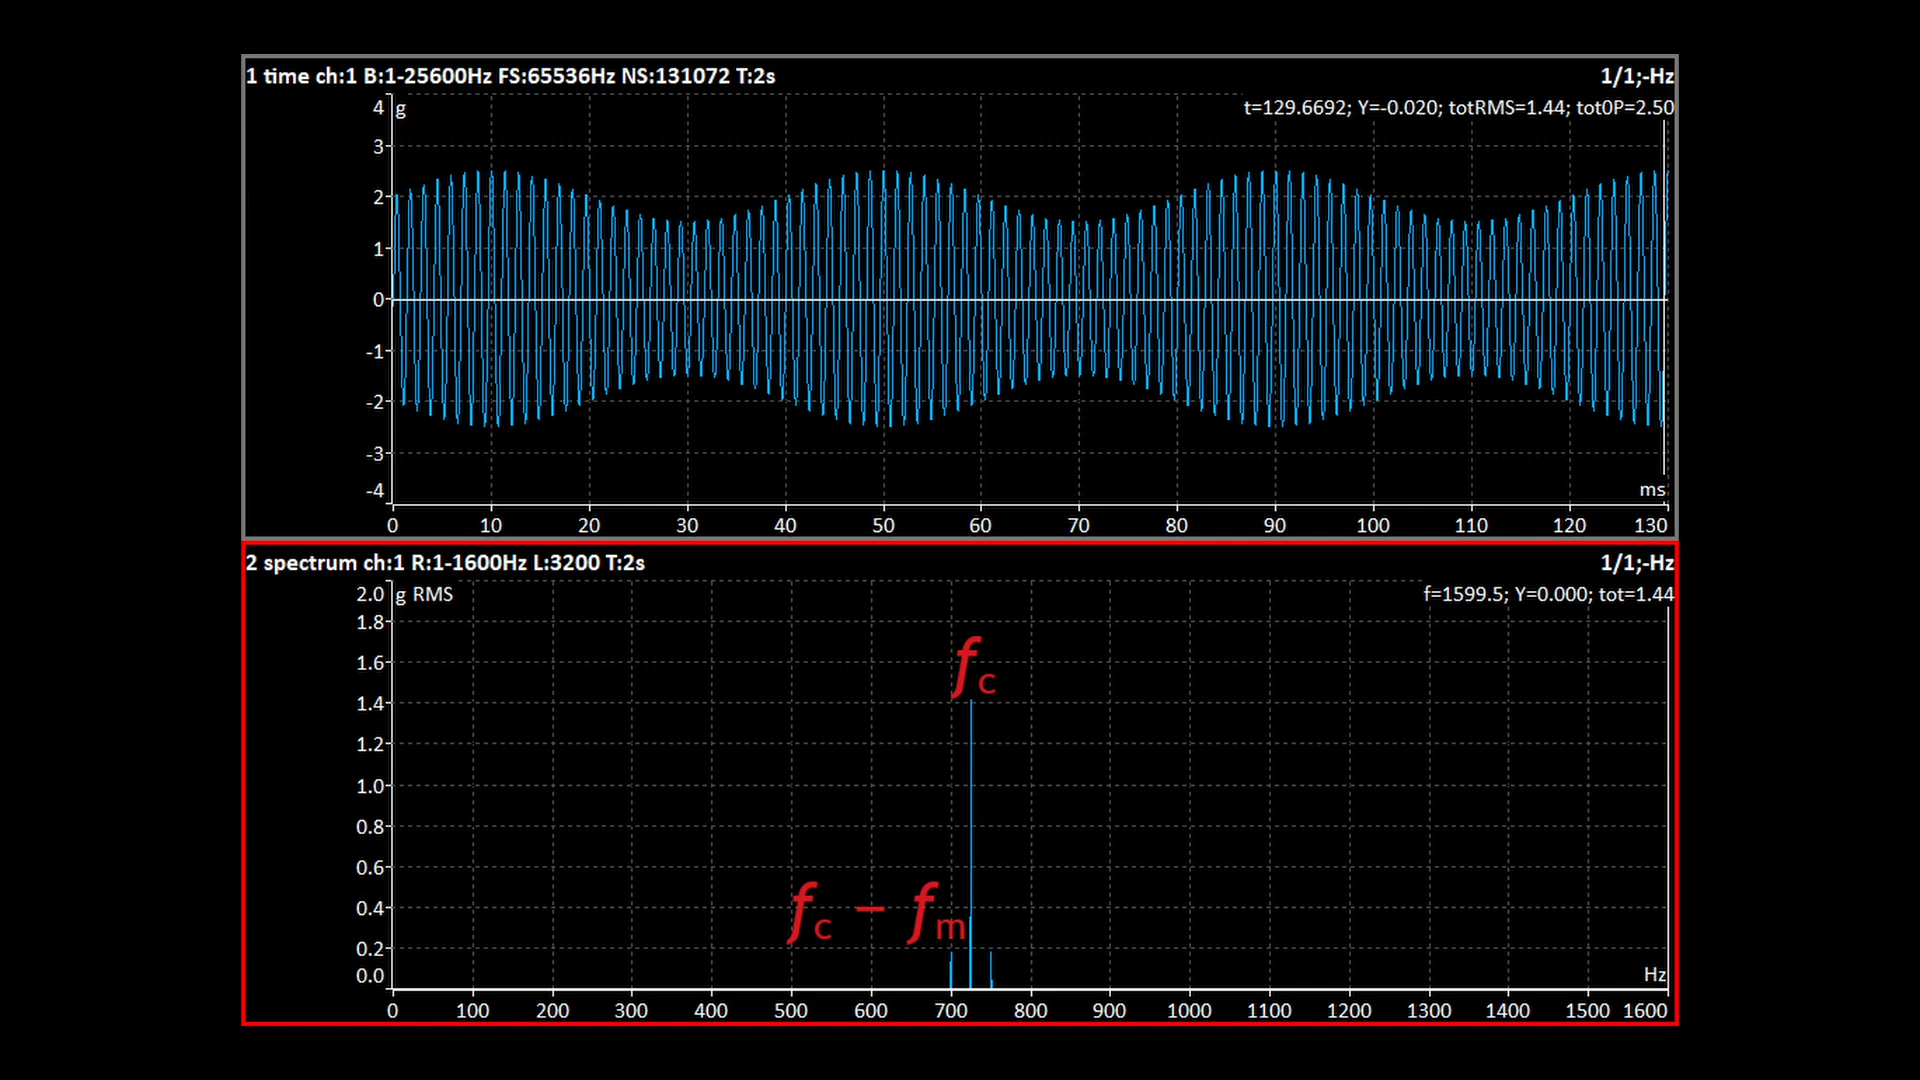 1 time ch:1 B:1-25600Hz FS:65536Hz NS:131072 T:2s 1/1;-Hz
4 g t=129.6692; Y=-0.020; totRMS=1.44; tot0P=2.50
3
2
1
0
-1
-2
-3
-4 ms
0 10 20 30 40 50 60 70 80 90 100 110 120 130
2 spectrum ch:1 R:1-1600Hz L:3200 T:2s 1/1;-Hz
2.0 g RMS f=1599.5; Y=0.000; tot=1.44
1.8
1.6 fc
1.4
1.2
1.0
0.8
0.6
0.4 fc − fm
0.2
0.0 Hz
0 100 200 300 400 500 600 700 800 900 1000 1100 1200 1300 1400 1500 1600